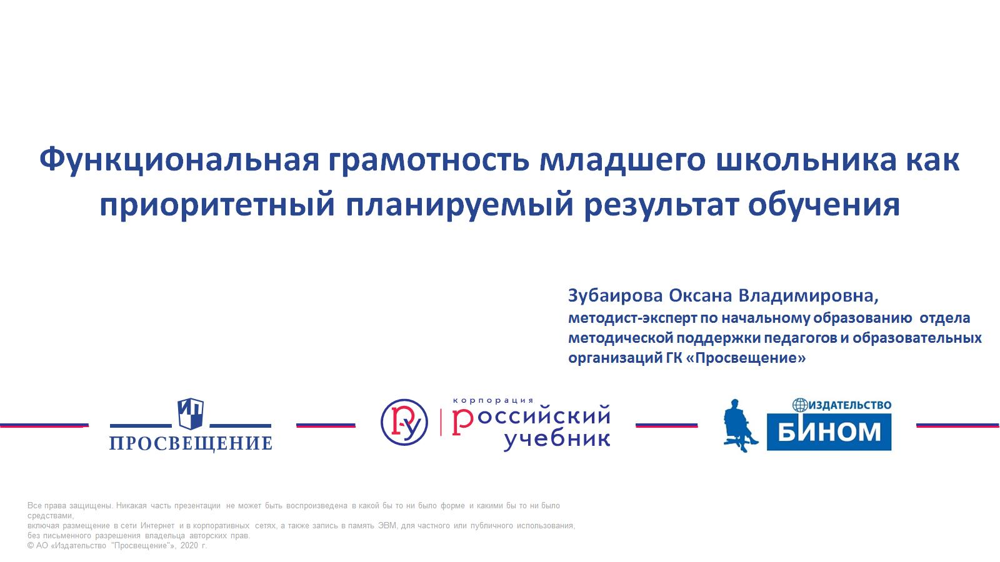 Функциональная грамотность младшего школьника как
приоритетный планируемый результат обучения
Зубаирова Оксана Владимировна,
методист-эксперт по начальному образованию отдела
методической поддержки педагогов и образовательных
организаций ГК «Просвещение»
ИП
ПРОСВЕЩЕНИЕ
РУ
корпорация
российский
учебник
ИЗДАТЕЛЬСТВО
БИНОМ
Все права защищены. Никакая часть презентации не может быть воспроизведена в какой бы то ни было форме и какими бы то ни было
средствами,
включая размещение в сети Интернет и в корпоративных сетях, а также запись в память ЭВМ, для частного или публичного использования,
без письменного разрешения владельца авторских прав.
© АО «Издательство "Просвещение"», 2020 г.